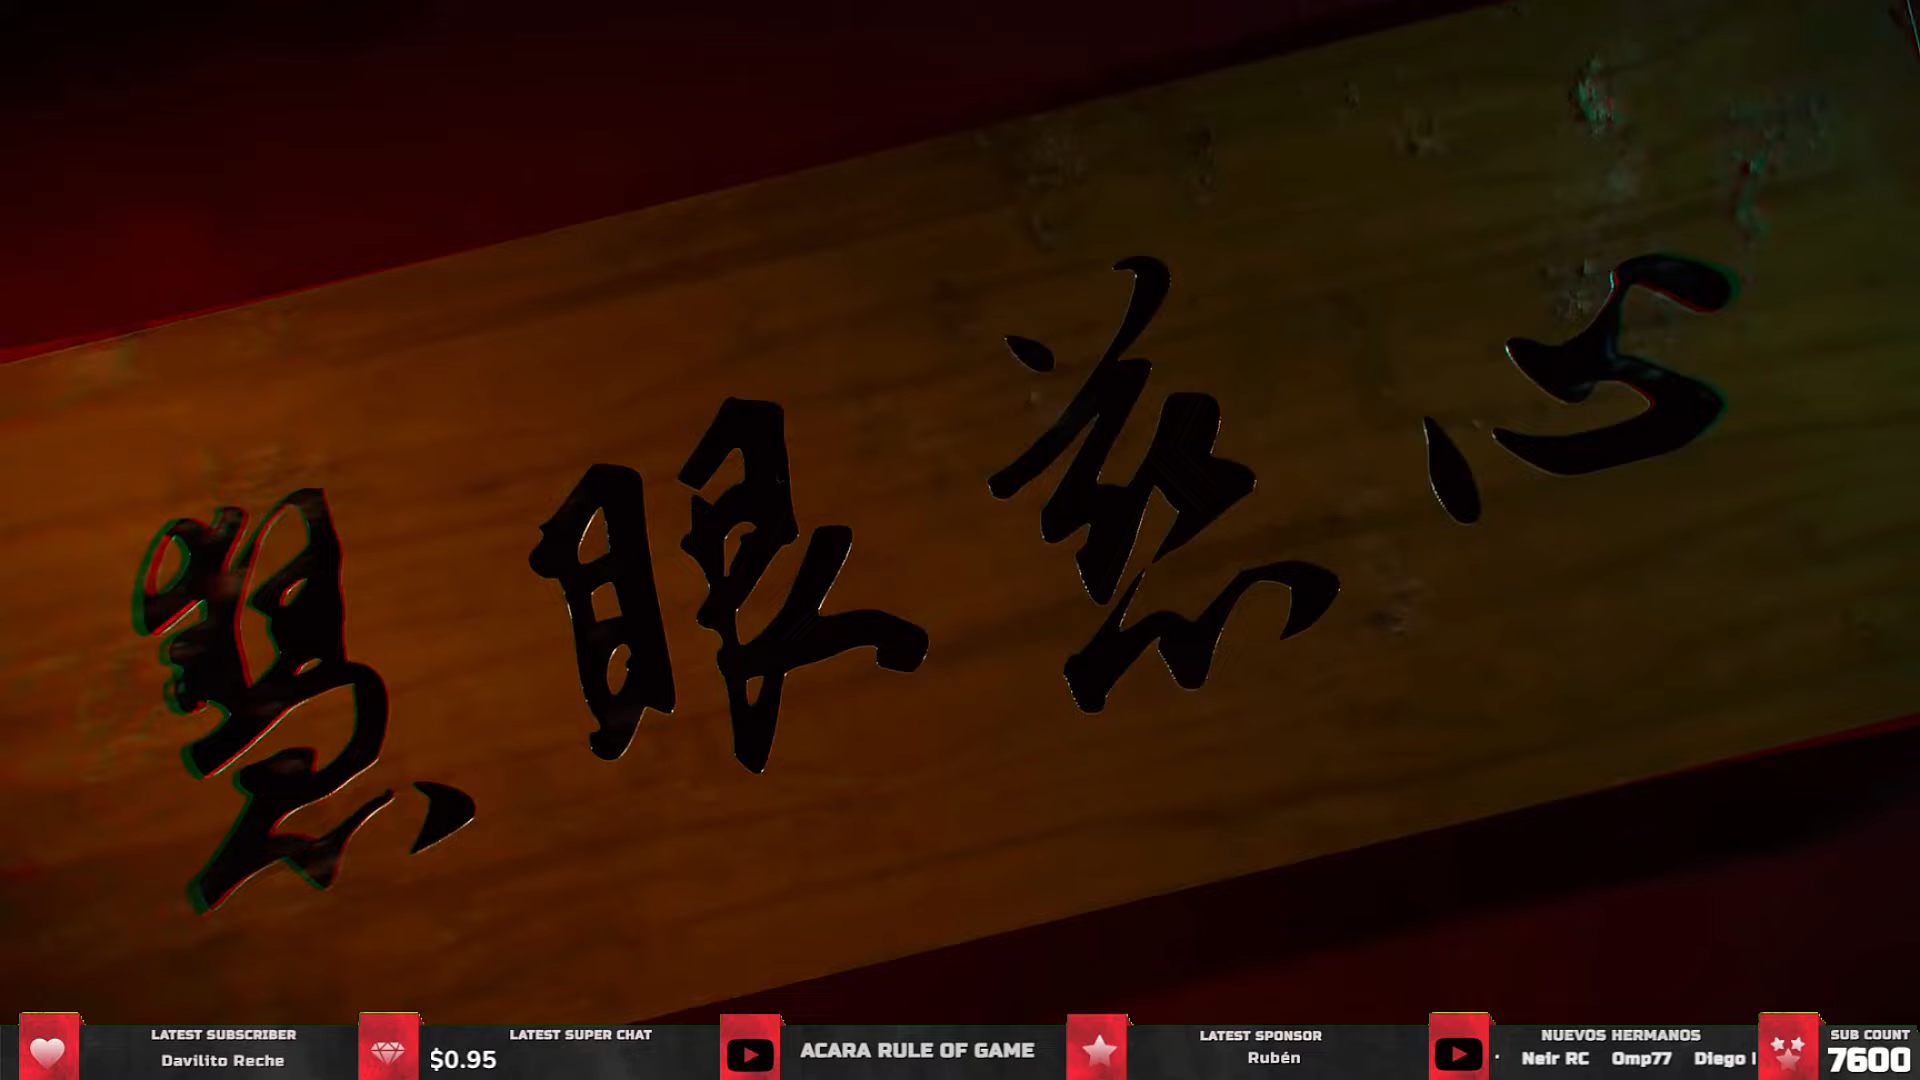 慧眼慈心
LATEST SUBSCRIBER
Davilito Reche
LATEST SUPER CHAT
$0.95
ACARA RULE OF GAME
LATEST SPONSOR
Rubén
NUEVOS HERMANOS
Neir RC Omp77 Diego
SUB COUNT
7600